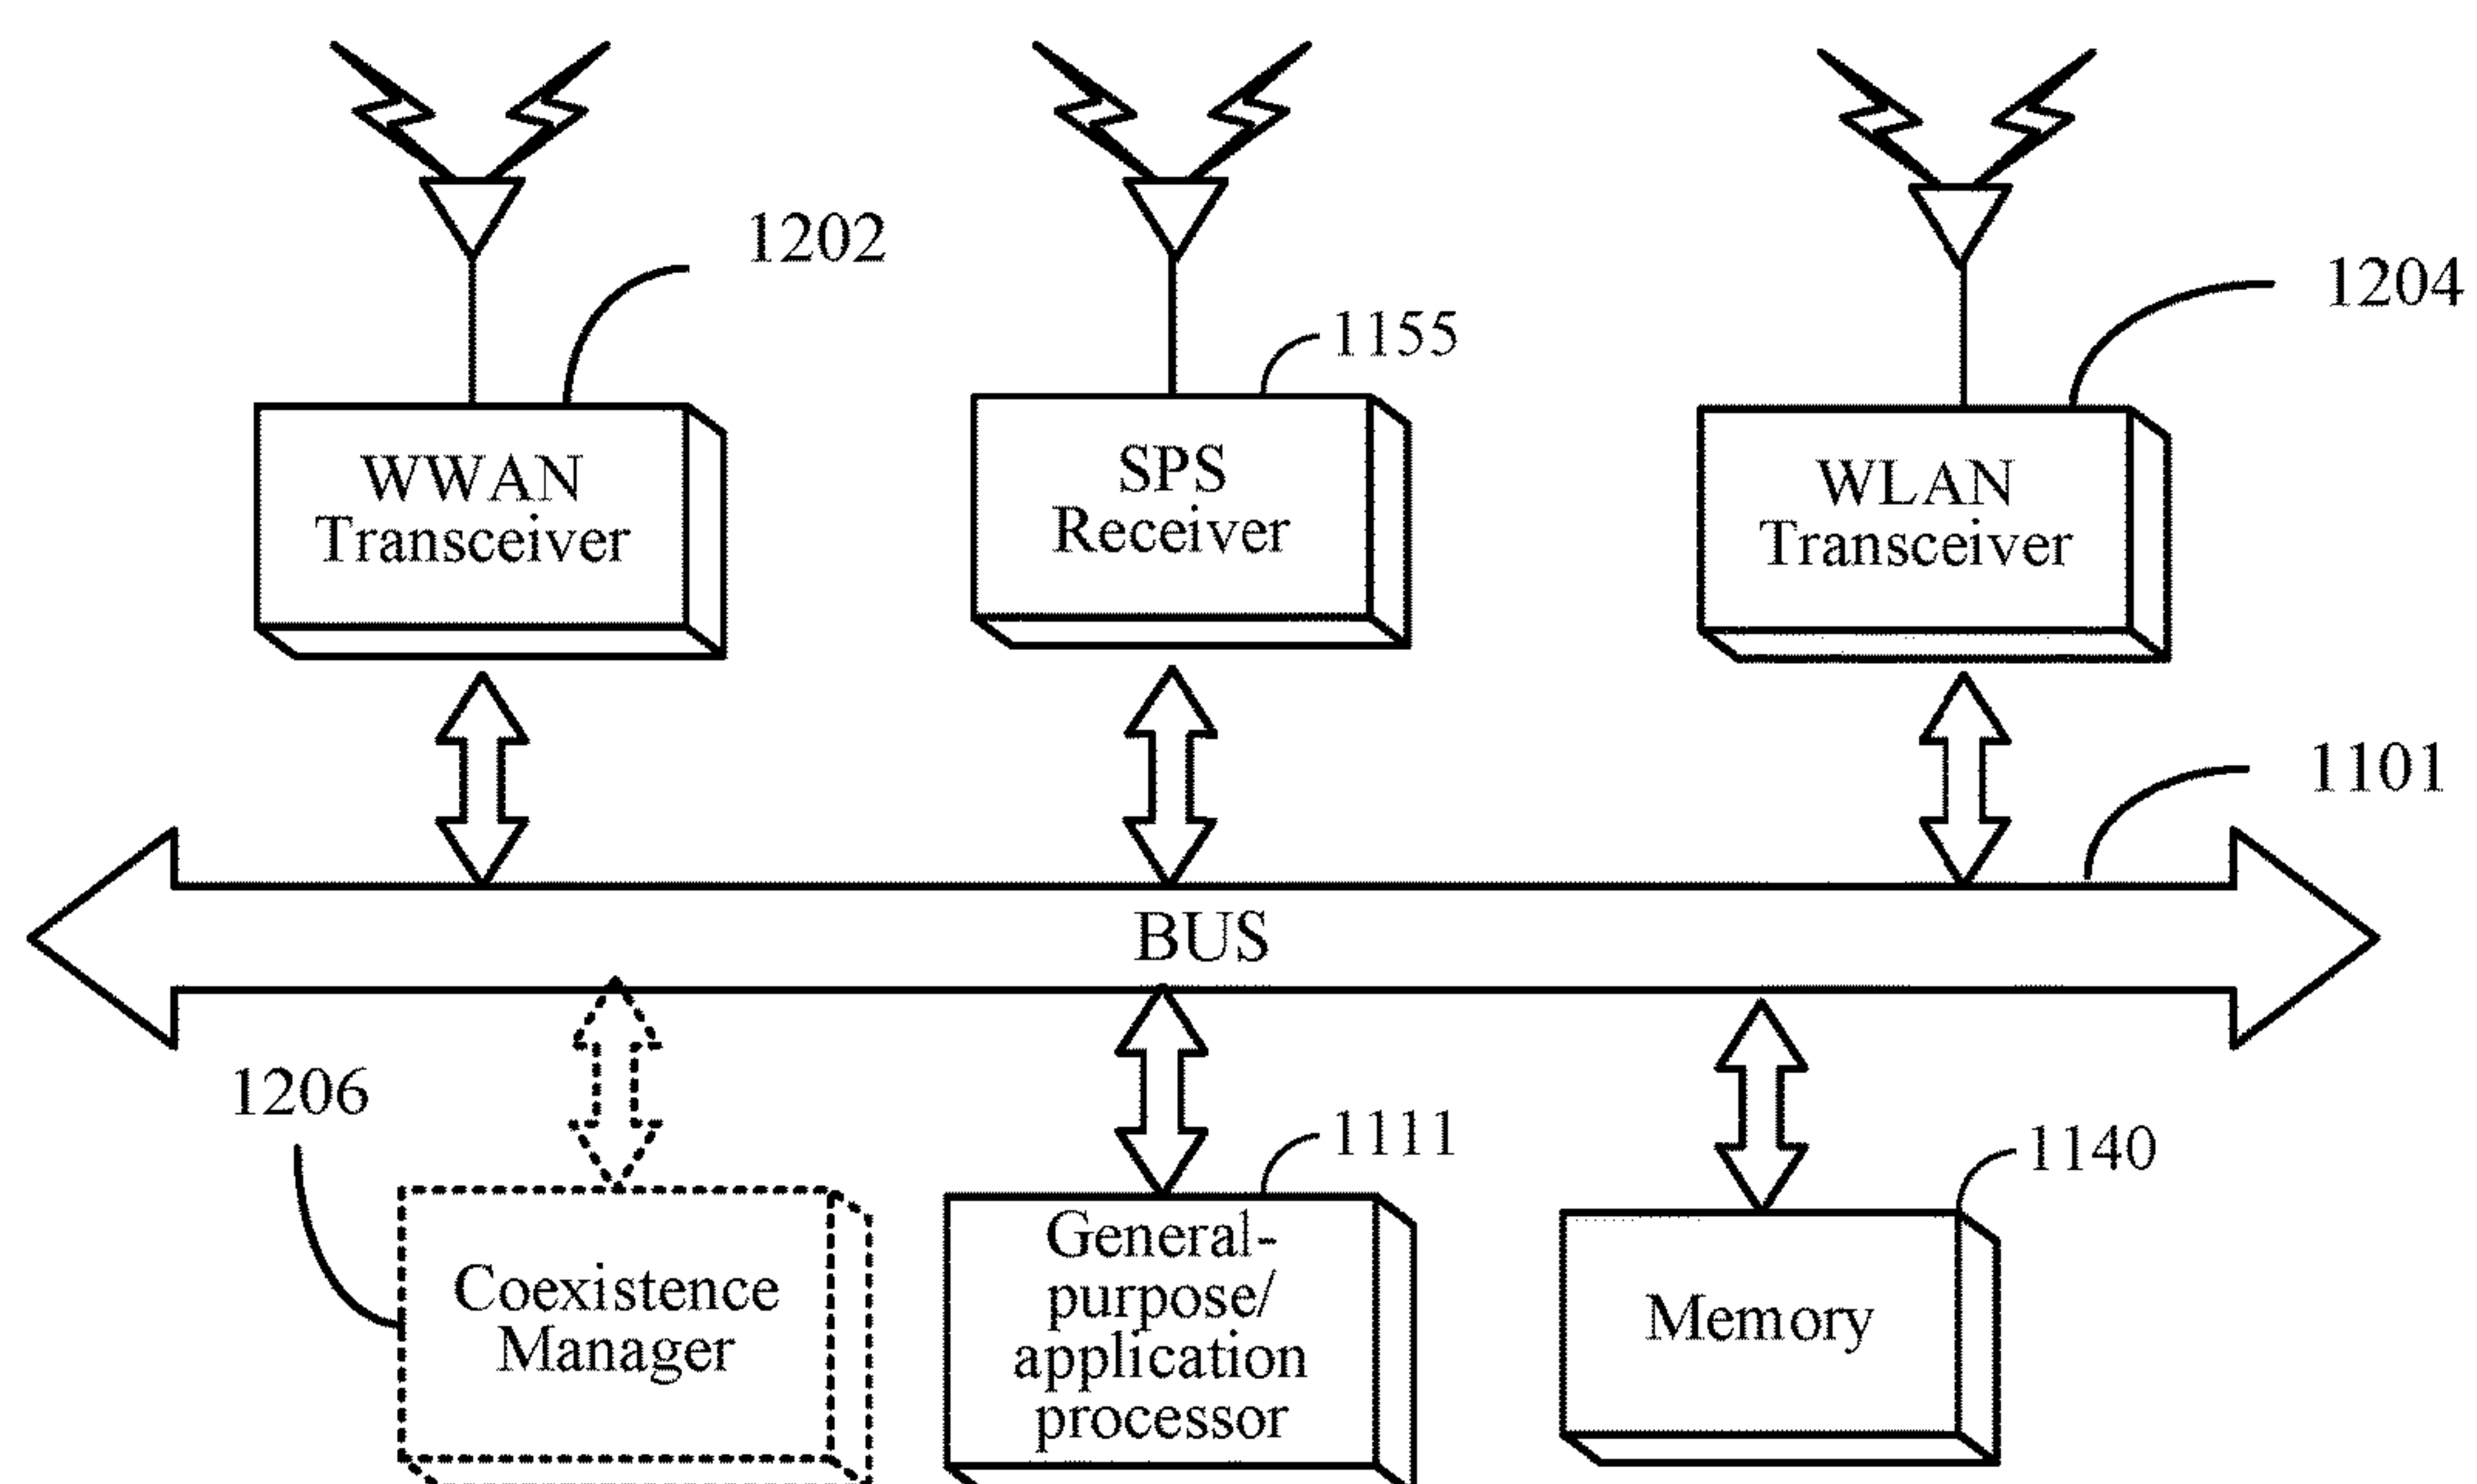 1202
1155
1204
WWAN
Transceiver
SPS
Receiver
WLAN
Transceiver
1101
BUS
1206
1111
1140
Coexistence
Manager
General-
purpose/
application
processor
Memory